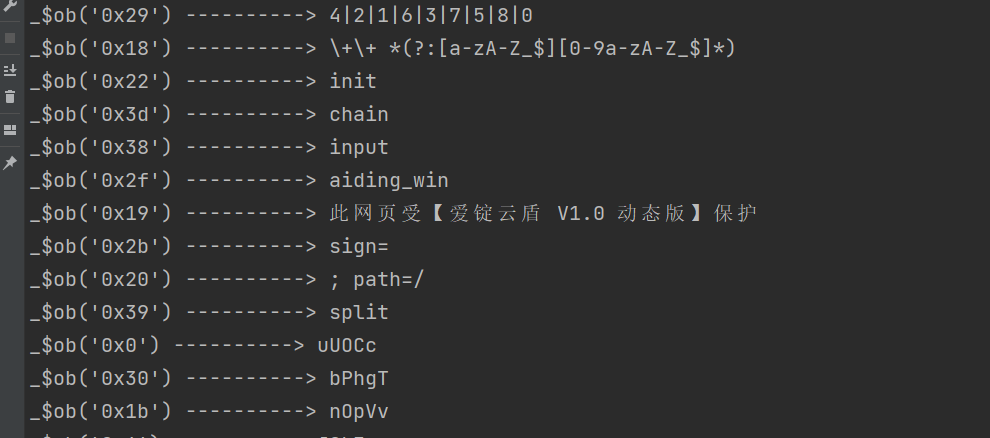 _$ob('0x29') ----------> 4|2|1|6|3|7|5|8|0
_$ob('0x18') ----------> \+\+ *(?:[a-zA-Z_$][0-9a-zA-Z_$]*)
_$ob('0x22') ----------> init
_$ob('0x3d') ----------> chain
_$ob('0x38') ----------> input
_$ob('0x2f') ----------> aiding_win
_$ob('0x19') ----------> 此网页受【爱锭云盾 V1.0 动态版】保护
_$ob('0x2b') ----------> sign=
_$ob('0x20') ----------> ; path=/
_$ob('0x39') ----------> split
_$ob('0x0') ----------> uUOCc
_$ob('0x30') ----------> bPhgT
_$ob('0x1b') ----------> nOpVv